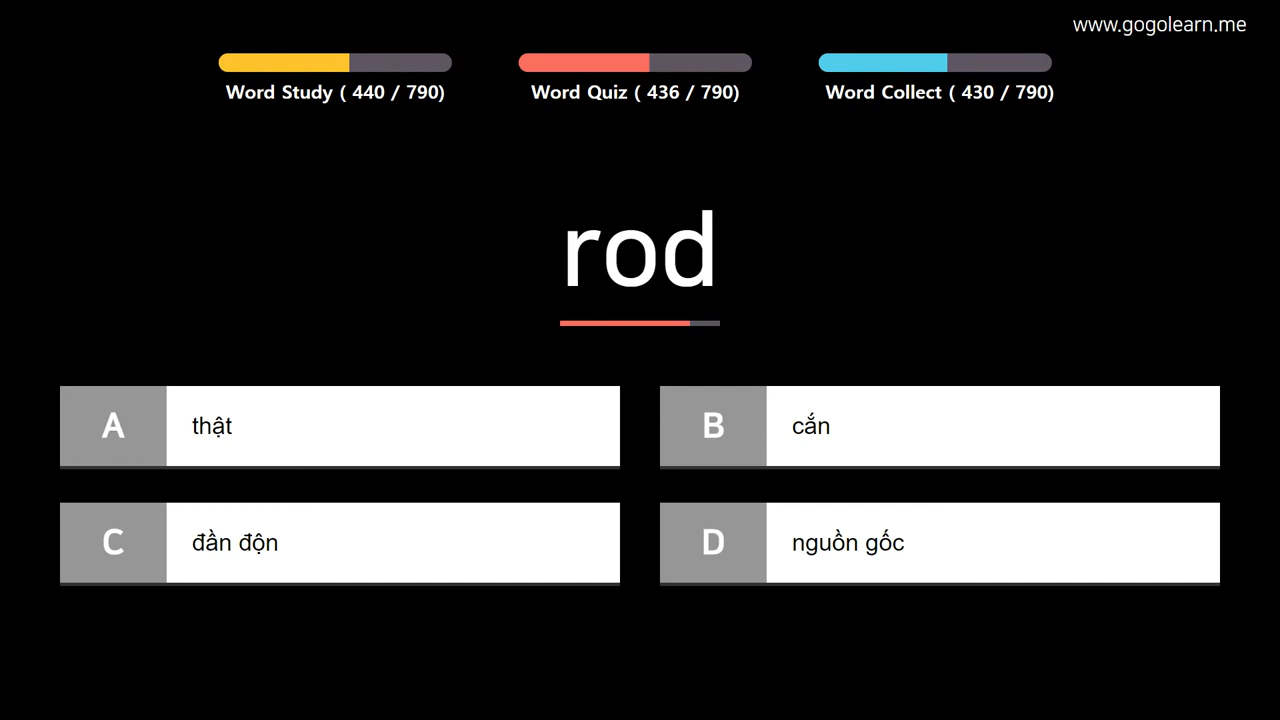 www.gogolearn.me
Word Study ( 440 / 790)
Word Quiz ( 436 / 790)
Word Collect ( 430 / 790)
rod
A thật
B cắn
C đần độn
D nguồn gốc